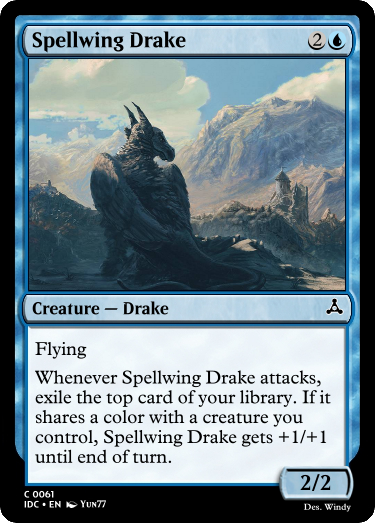 Spellwing Drake 2
Creature — Drake
Flying
Whenever Spellwing Drake attacks,
exile the top card of your library. If it
shares a color with a creature you
control, Spellwing Drake gets +1/+1
until end of turn.
2/2
C 0061
IDC • EN Yun77
Des. Windy